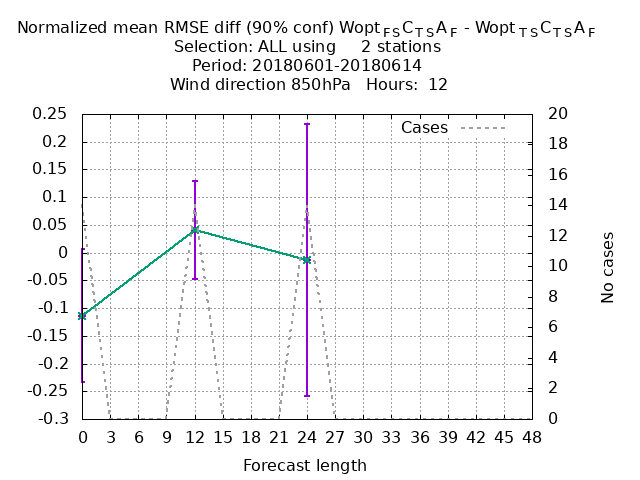 Normalized mean RMSE diff (90% conf) Wopt FS C TS A F - Wopt TS C TS A F
Selection: ALL using 2 stations
Period: 20180601-20180614
Wind direction 850hPa Hours: 12
Cases
0.25
0.2
0.15
0.1
0.05
0
-0.05
-0.1
-0.15
-0.2
-0.25
-0.3
20
18
16
14
12
10
8
6
4
2
0
No cases
0 3 6 9 12 15 18 21 24 27 30 33 36 39 42 45 48
Forecast length